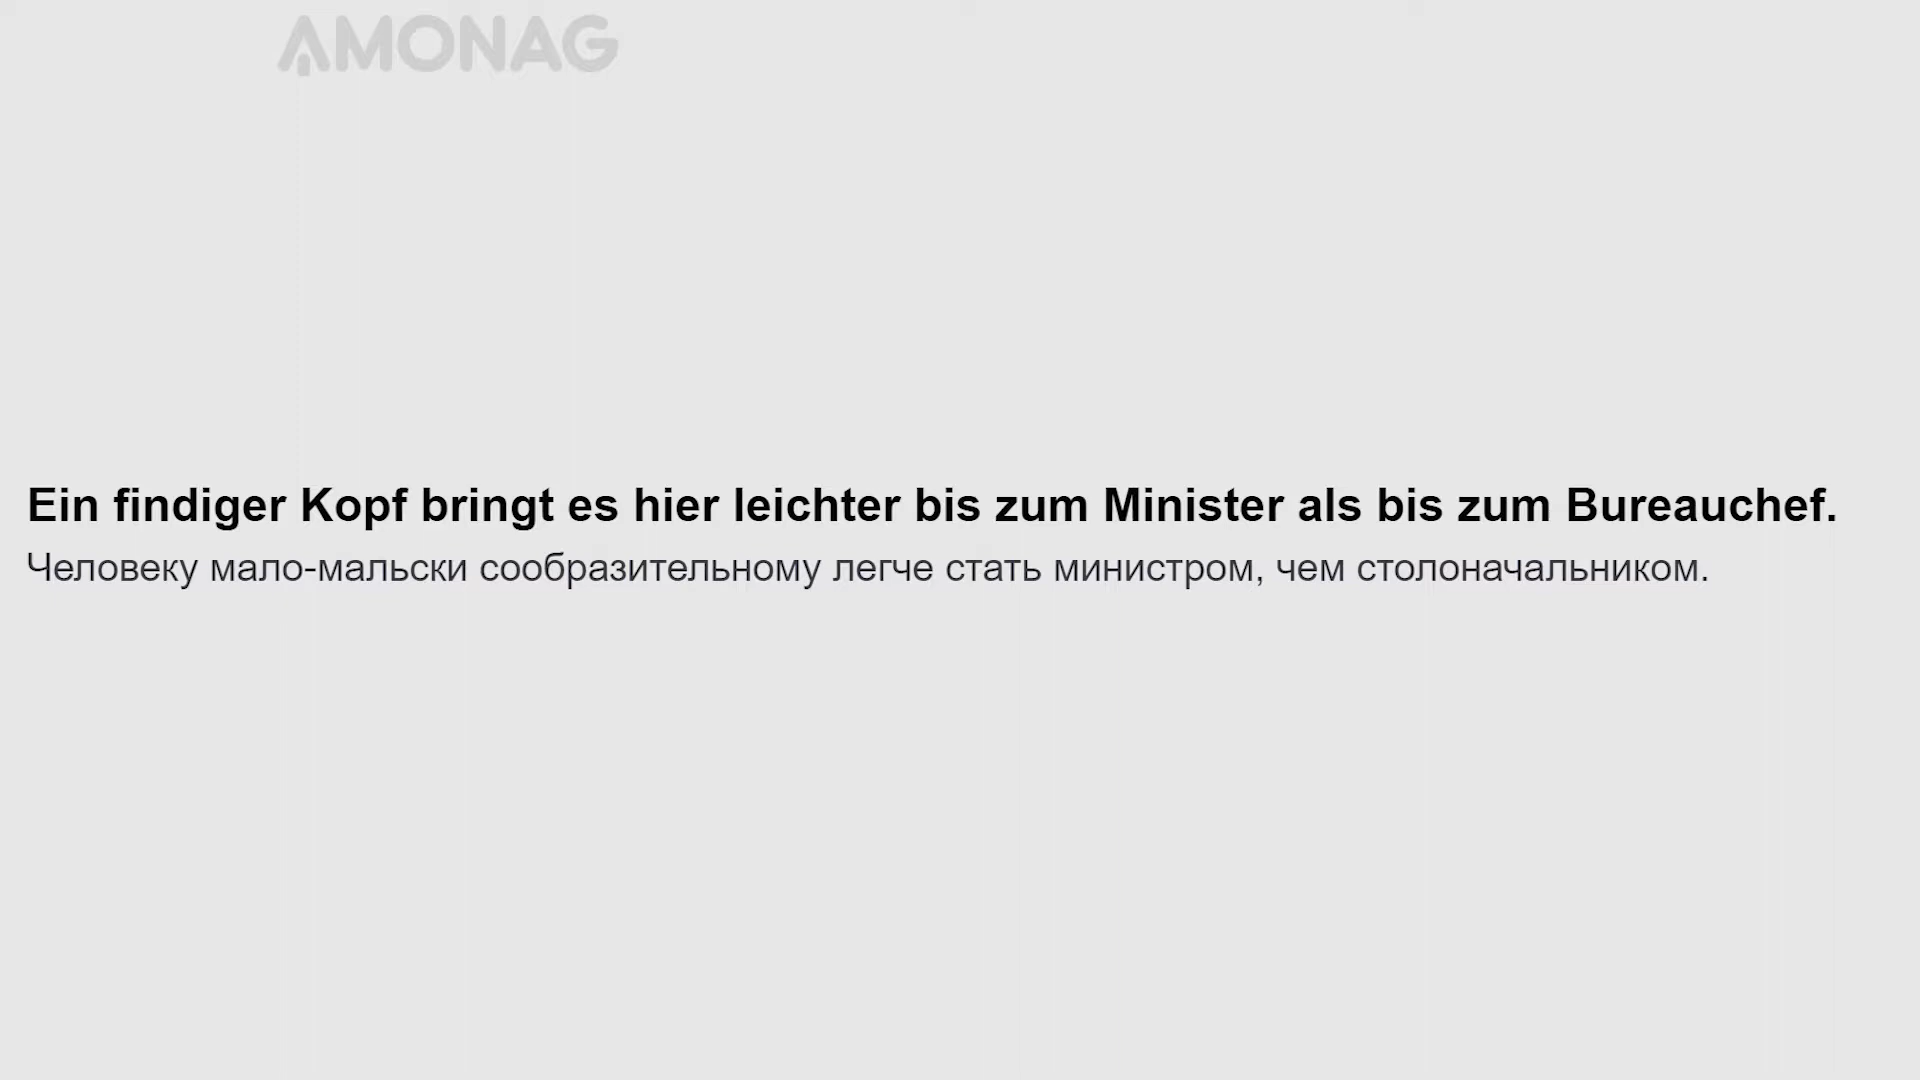 AMONAG
Ein findiger Kopf bringt es hier leichter bis zum Minister als bis zum Bureauchef.
Человеку мало-мальски сообразительному легче стать министром, чем столоначальником.